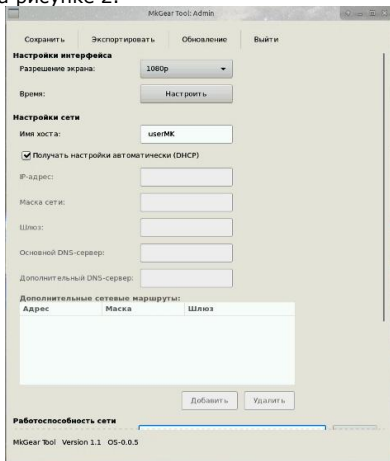 а рисунке 2.
MkGear Tool: Admin
Сохранить Экспортировать Обновление Выйти
Настройки интерфейса
Разрешение экрана: 1080p
Время: Настроить
Настройки сети
Имя хоста: userMK
Получать настройки автоматически (DHCP)
IP-адрес:
Маска сети:
Шлюз:
Основной DNS-сервер:
Дополнительный DNS-сервер:
Дополнительные сетевые маршруты:
Адрес Маска Шлюз
Добавить Удалить
Работоспособность сети
MkGear Tool Version 1.1 OS-0.0.5